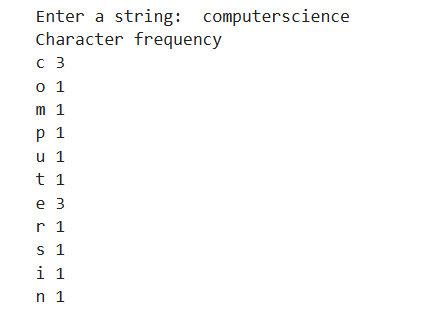 Enter a string:  computerscience
Character frequency
c 3
o 1
m 1
p 1
u 1
t 1
e 3
r 1
s 1
i 1
n 1